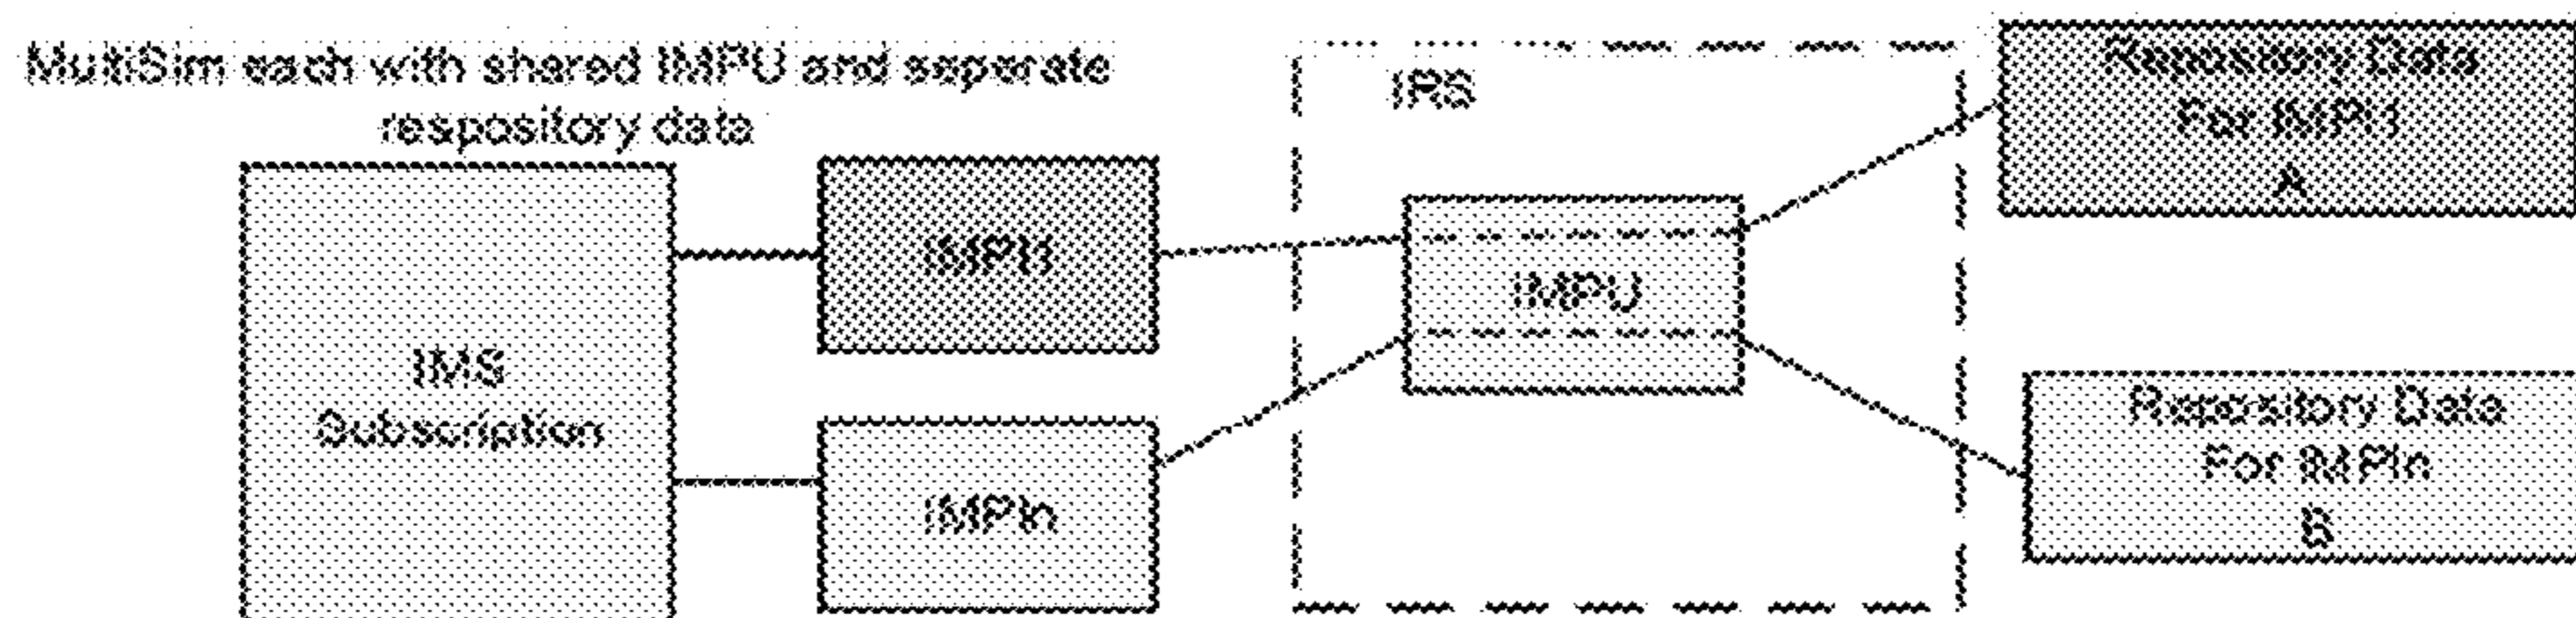 MultiSim each with shared IMPU and seperate
respository data
IRS
Repository Data
For IMPI1
A
IMPI1
IMPU
IMS
Subscription
IMPIn
Repository Data
For IMPIn
B